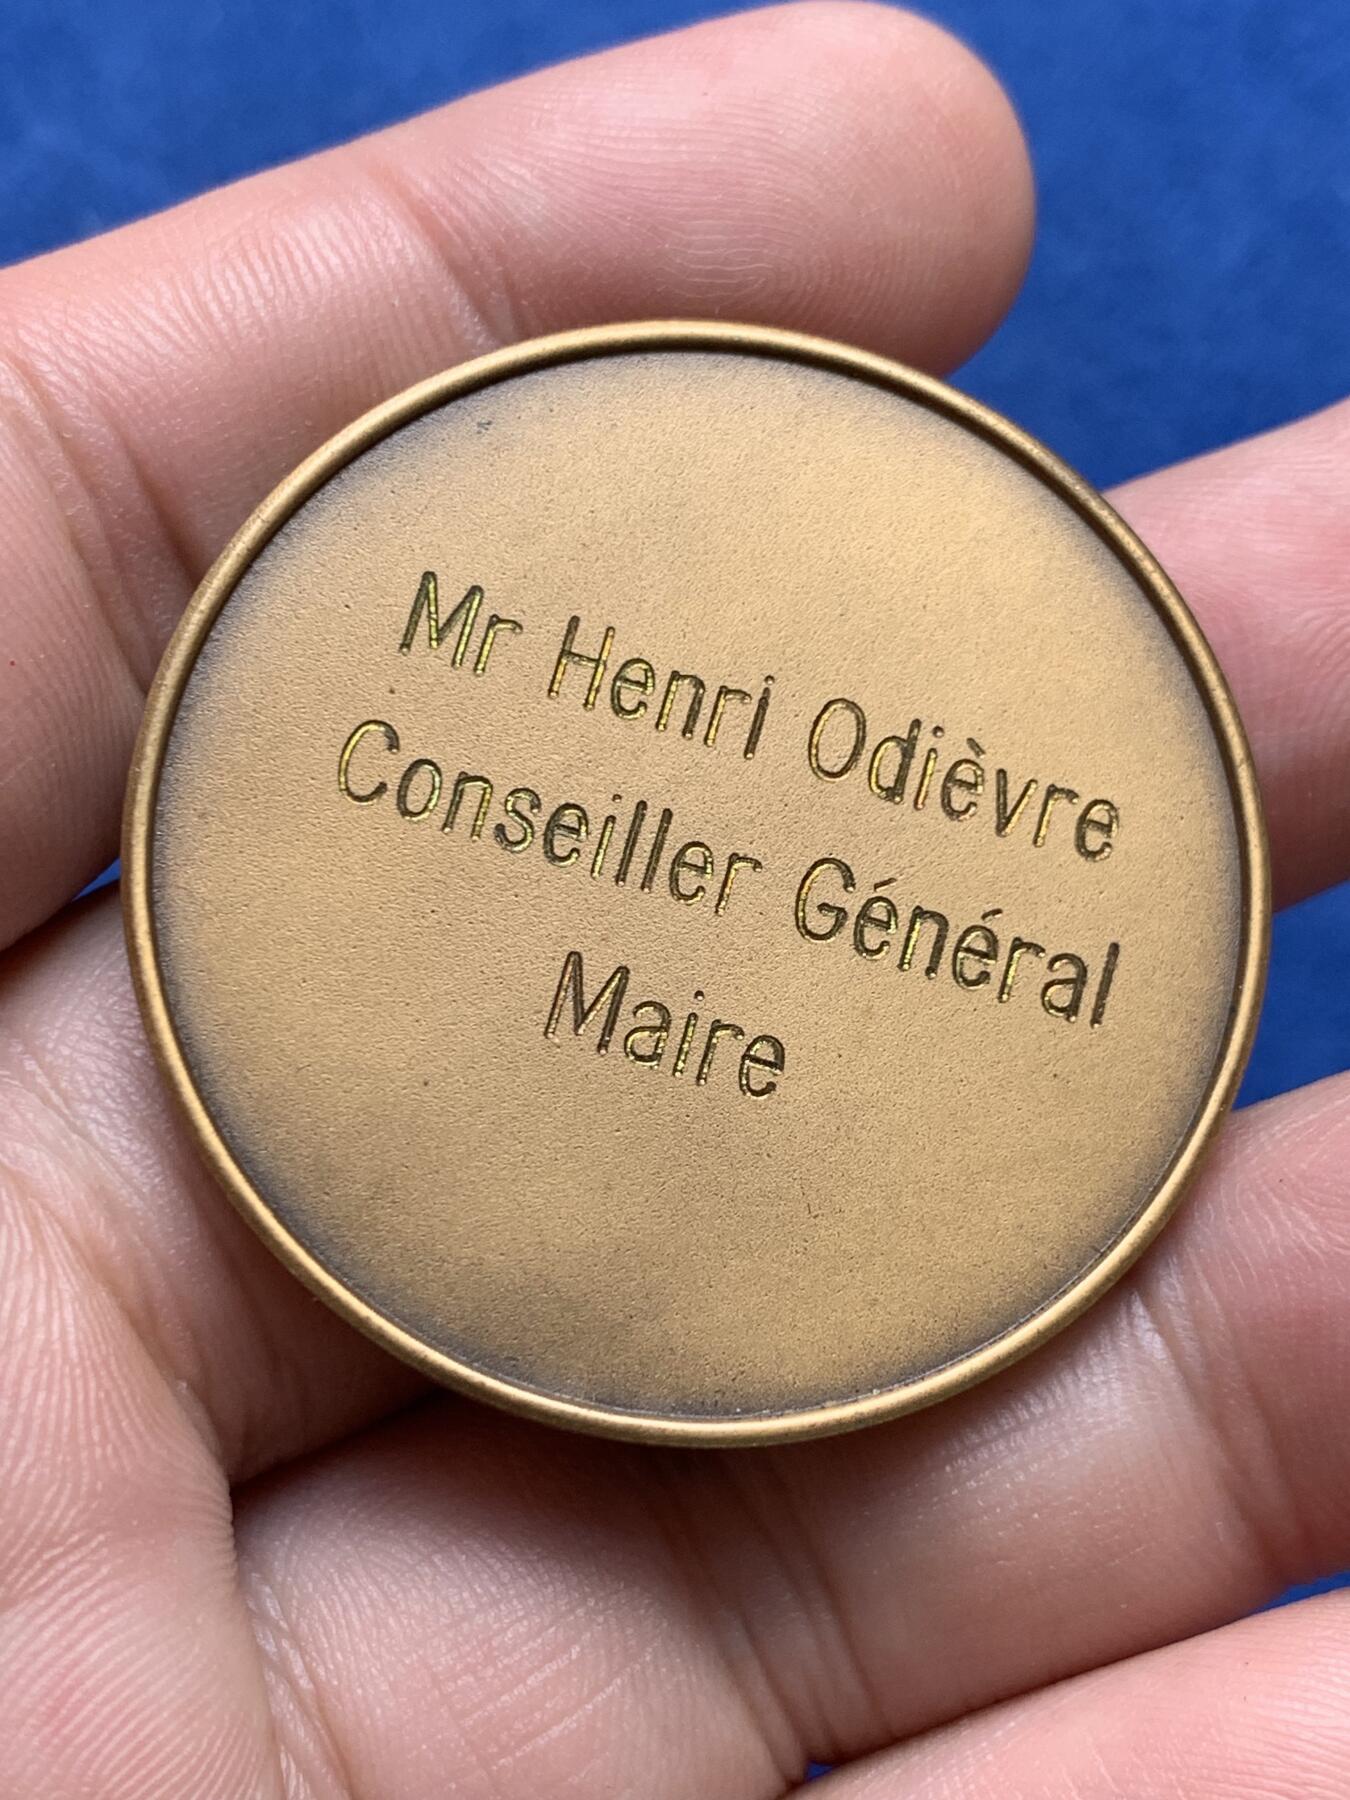 Mr Henri Odièvre
Conseiller Général
Maire